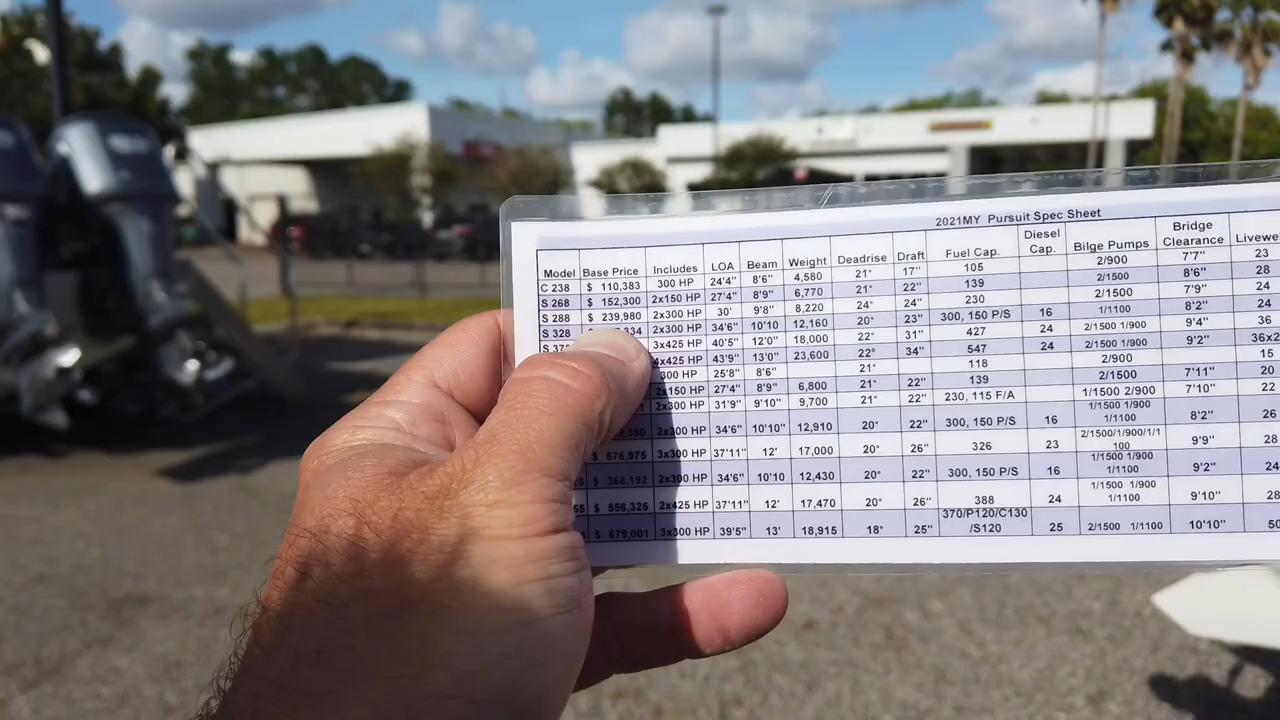 2021MY Pursuit Spec Sheet
Model Base Price Includes LOA Beam Weight Deadrise Draft Fuel Cap. Diesel Cap. Bilge Pumps Bridge Clearance
C 238 $ 110,383 300 HP 24'4" 8'6" 4,580 21° 17" 105 2/900 7'7" 23
S 268 $ 152,300 2x150 HP 27'4" 8'9" 6,770 21° 22" 139 2/1500 8'6" 28
S 288 $ 239,980 2x300 HP 30' 9'8" 8,220 24° 24" 230 2/1500 7'9" 24
S 328 2x300 HP 34'6" 10'10 12,160 20° 23" 300, 150 P/S 16 1/1100 8'2" 24
3x425 HP 40'5" 12'0" 18,000 22° 31" 427 24 2/1500 1/900 9'4" 36
4x425 HP 43'9" 13'0" 23,600 22° 34" 547 24 2/1500 1/900 9'2"
300 HP 25'8" 8'6" 21° 118 2/900 15
2x150 HP 27'4" 8'9" 6,800 21° 22" 139 2/1500 7'11" 20
2x300 HP 31'9" 9'10" 9,700 21° 22" 230, 115 F/A 1/1500 2/900 7'10" 22
2x300 HP 34'6" 10'10" 12,910 20° 22" 300, 150 P/S 16 1/1500 1/900 1/1100 8'2" 26
$ 576,975 3x300 HP 37'11" 12' 17,000 20° 26" 326 23 2/1500/1/900/1/1100 9'9" 28
$ 368,192 2x300 HP 34'6" 10'10 12,430 20° 22" 300, 150 P/S 16 1/1500 1/900 1/1100 9'2" 24
$ 556,325 2x425 HP 37'11" 12' 17,470 20° 26" 388 24 1/1500 1/900 1/1100 9'10" 28
$ 679,001 3x300 HP 39'5" 13' 18,915 18° 25" 370/P120/C130/S120 25 2/1500 1/1100 10'10"